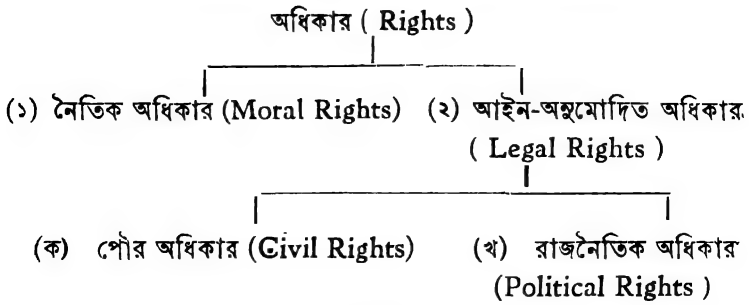 অধিকার ( Rights )
(১) নৈতিক অধিকার (Moral Rights) (২) আইন-অনুমোদিত অধিকার
( Legal Rights )
(ক) পৌর অধিকার (Civil Rights) (খ) রাজনৈতিক অধিকার
(Political Rights )